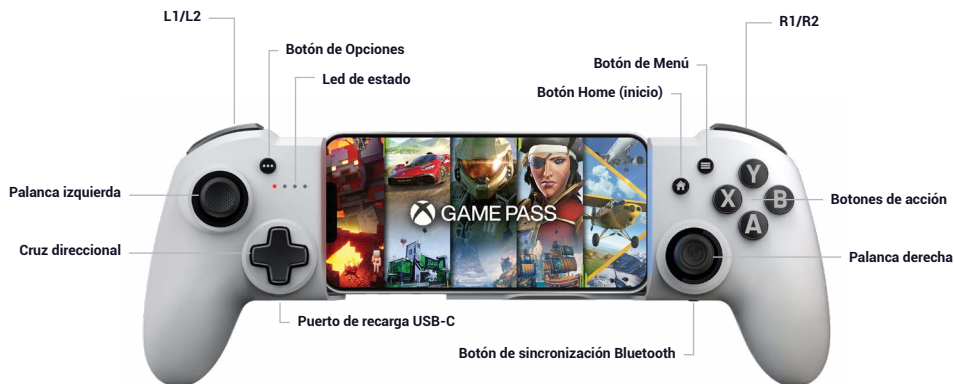 L1/L2
R1/R2
Botón de Opciones
Led de estado
Botón de Menú
Botón Home (inicio)
Palanca izquierda
Cruz direccional
GAME PASS
Y
X
B
A
Botones de acción
Palanca derecha
Puerto de recarga USB-C
Botón de sincronización Bluetooth